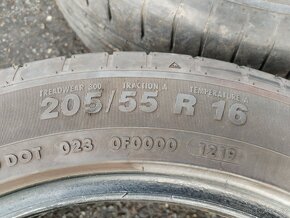 TREADWEAR 300 TRACTION A TEMPERATURE A
205/55 R 16
DOT 023 0F0000 1219